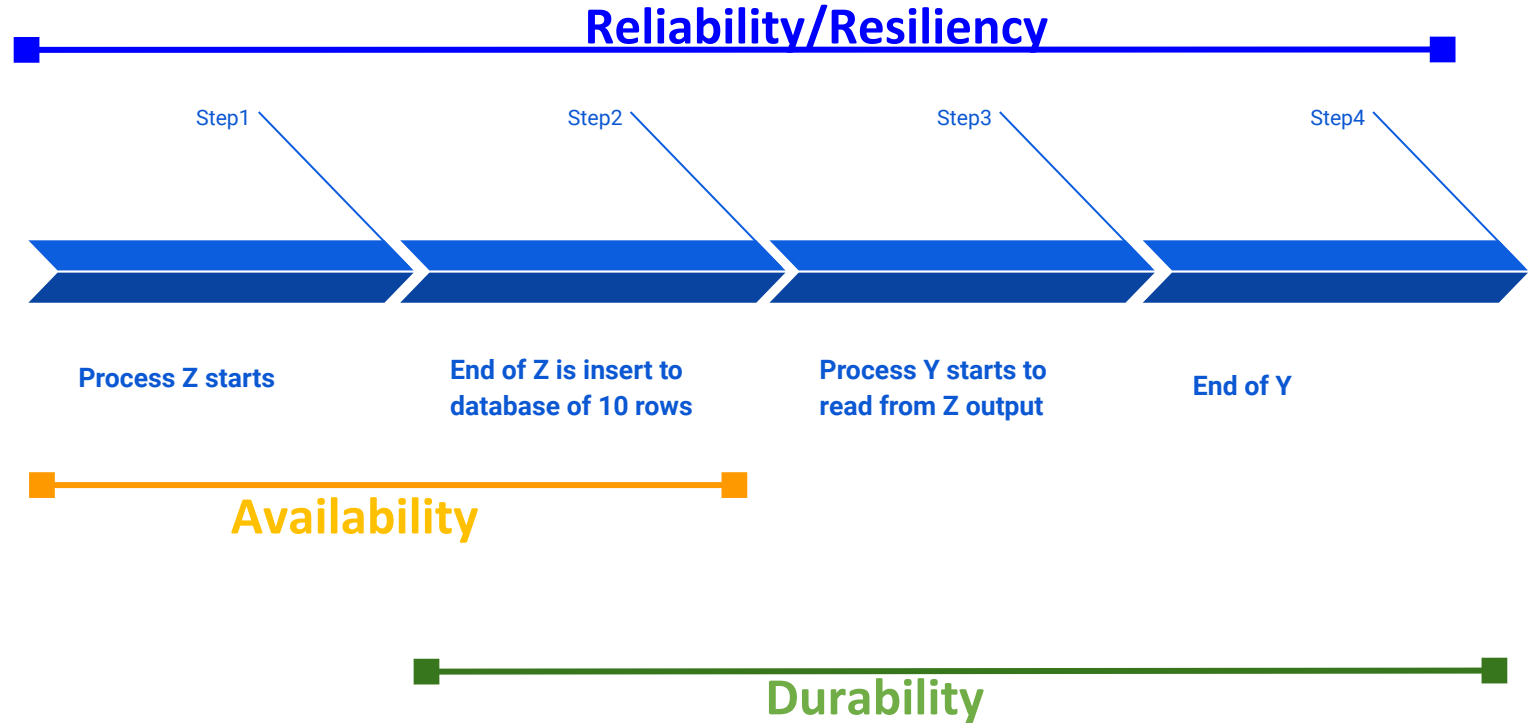 Reliability/Resiliency
Step1
Step2
Step3
Step4
Process Z starts
End of Z is insert to
database of 10 rows
Process Y starts to
read from Z output
End of Y
Availability
Durability